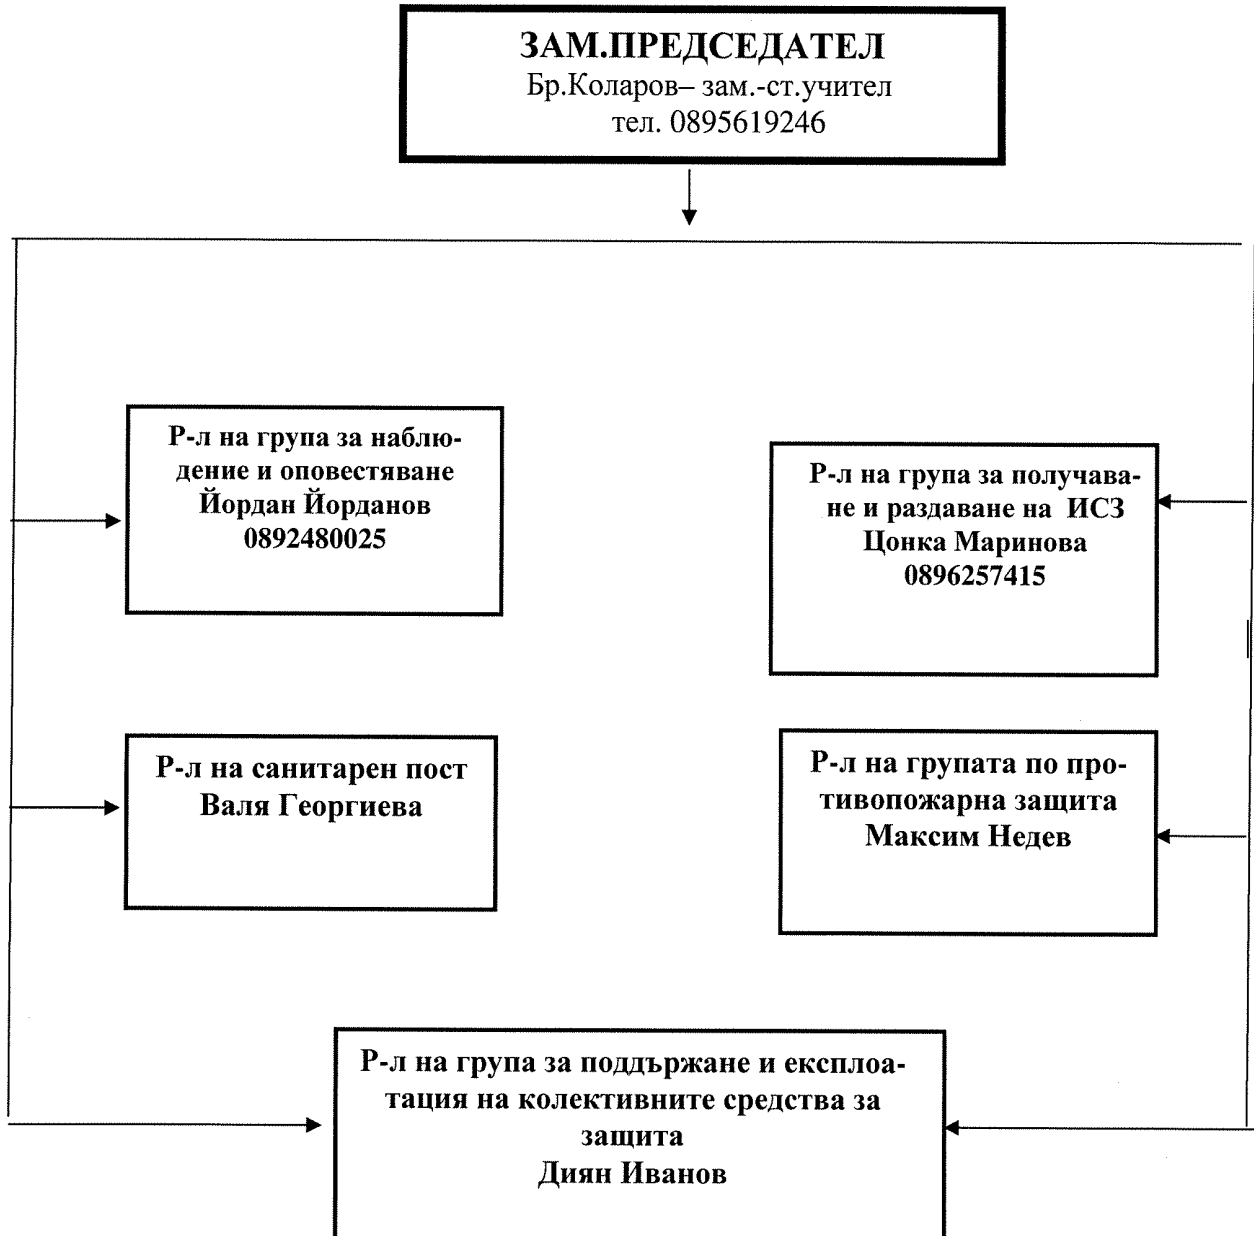 ЗАМ.ПРЕДСЕДАТЕЛ
Бр.Коларов– зам.-ст.учител
тел. 0895619246
Р-л на група за наблю-
дение и оповестяване
Йордан Йорданов
0892480025
Р-л на група за получава-
не и раздаване на ИСЗ
Цонка Маринова
0896257415
Р-л на санитарен пост
Валя Георгиева
Р-л на групата по про-
тивопожарна защита
Максим Недев
Р-л на група за поддържане и експлоа-
тация на колективните средства за
защита
Диян Иванов